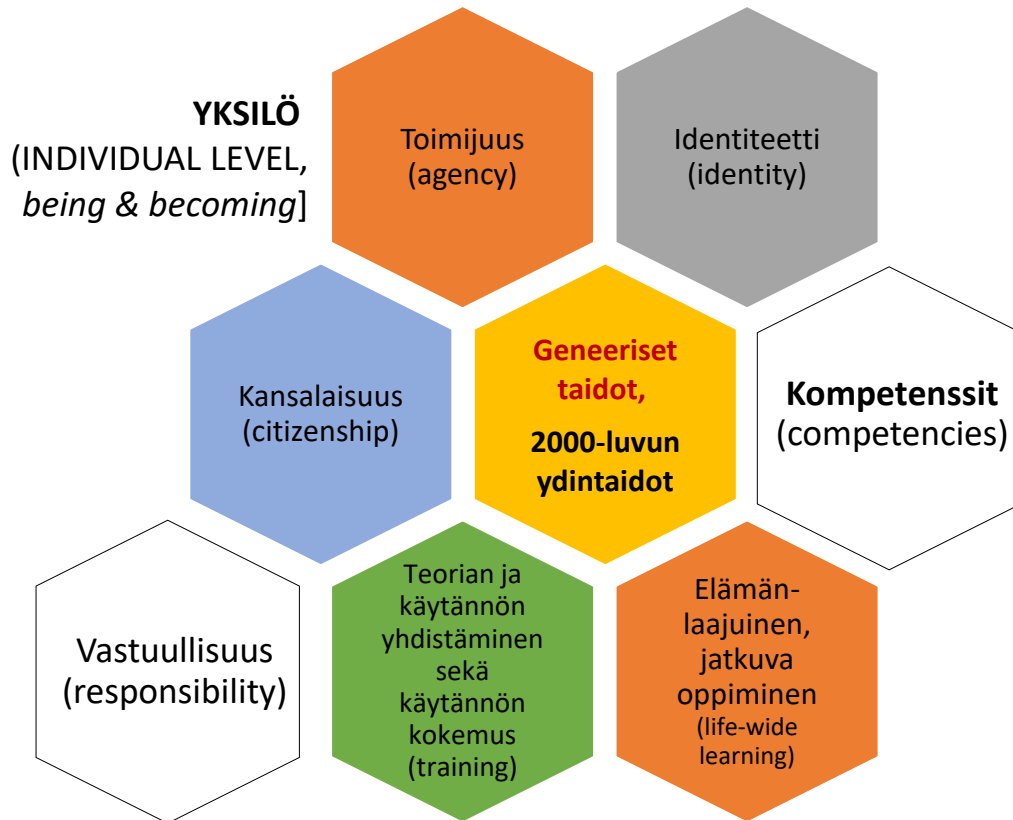 YKSILÖ
(INDIVIDUAL LEVEL,
being & becoming]
Toimijuus
(agency)
Identiteetti
(identity)
Kansalaisuus
(citizenship)
Geneeriset
taidot,
2000-luvun
ydintaidot
Kompetenssit
(competencies)
Vastuullisuus
(responsibility)
Teorian ja
käytännön
yhdistäminen
sekä
käytännön
kokemus
(training)
Elämän-
laajuinen,
jatkuva
oppiminen
(life-wide
learning)